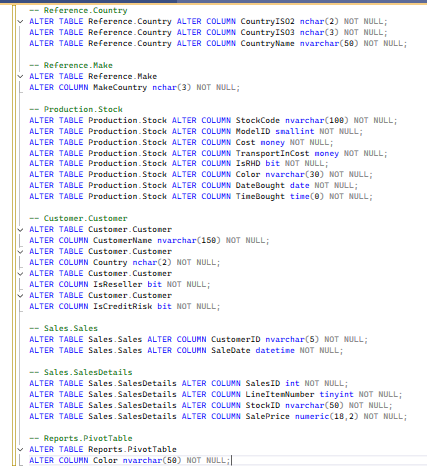 -- Reference.Country
ALTER TABLE Reference.Country ALTER COLUMN CountryISO2 nchar(2) NOT NULL;
ALTER TABLE Reference.Country ALTER COLUMN CountryISO3 nchar(3) NOT NULL;
ALTER TABLE Reference.Country ALTER COLUMN CountryName nvarchar(50) NOT NULL;
-- Reference.Make
ALTER TABLE Reference.Make
ALTER COLUMN MakeCountry nchar(3) NOT NULL;
-- Production.Stock
ALTER TABLE Production.Stock ALTER COLUMN StockCode nvarchar(100) NOT NULL;
ALTER TABLE Production.Stock ALTER COLUMN ModelID smallint NOT NULL;
ALTER TABLE Production.Stock ALTER COLUMN Cost money NOT NULL;
ALTER TABLE Production.Stock ALTER COLUMN TransportInCost money NOT NULL;
ALTER TABLE Production.Stock ALTER COLUMN IsRHD bit NOT NULL;
ALTER TABLE Production.Stock ALTER COLUMN Color nvarchar(30) NOT NULL;
ALTER TABLE Production.Stock ALTER COLUMN DateBought date NOT NULL;
ALTER TABLE Production.Stock ALTER COLUMN TimeBought time(0) NOT NULL;
-- Customer.Customer
ALTER TABLE Customer.Customer
ALTER COLUMN CustomerName nvarchar(150) NOT NULL;
ALTER TABLE Customer.Customer
ALTER COLUMN Country nchar(2) NOT NULL;
ALTER TABLE Customer.Customer
ALTER COLUMN IsReseller bit NOT NULL;
ALTER TABLE Customer.Customer
ALTER COLUMN IsCreditRisk bit NOT NULL;
-- Sales.Sales
ALTER TABLE Sales.Sales ALTER COLUMN CustomerID nvarchar(5) NOT NULL;
ALTER TABLE Sales.Sales ALTER COLUMN SaleDate datetime NOT NULL;
-- Sales.SalesDetails
ALTER TABLE Sales.SalesDetails ALTER COLUMN SalesID int NOT NULL;
ALTER TABLE Sales.SalesDetails ALTER COLUMN LineItemNumber tinyint NOT NULL;
ALTER TABLE Sales.SalesDetails ALTER COLUMN StockID nvarchar(50) NOT NULL;
ALTER TABLE Sales.SalesDetails ALTER COLUMN SalePrice numeric(18,2) NOT NULL;
-- Reports.PivotTable
ALTER TABLE Reports.PivotTable
ALTER COLUMN Color nvarchar(50) NOT NULL;